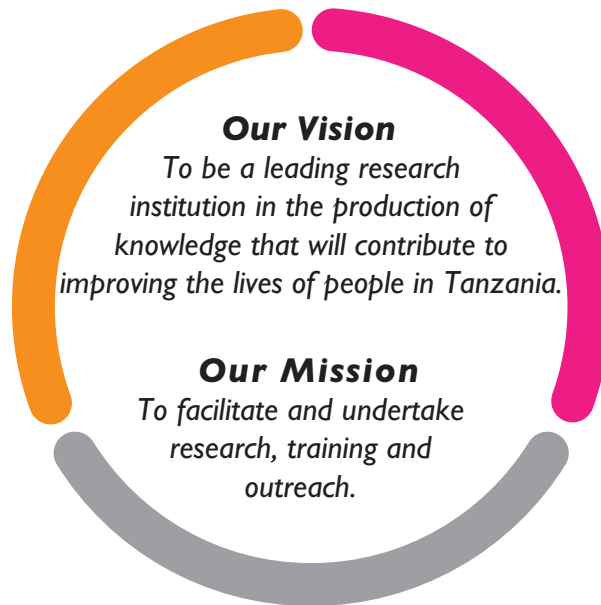 Our Vision
To be a leading research
institution in the production of
knowledge that will contribute to
improving the lives of people in Tanzania.
Our Mission
To facilitate and undertake
research, training and
outreach.